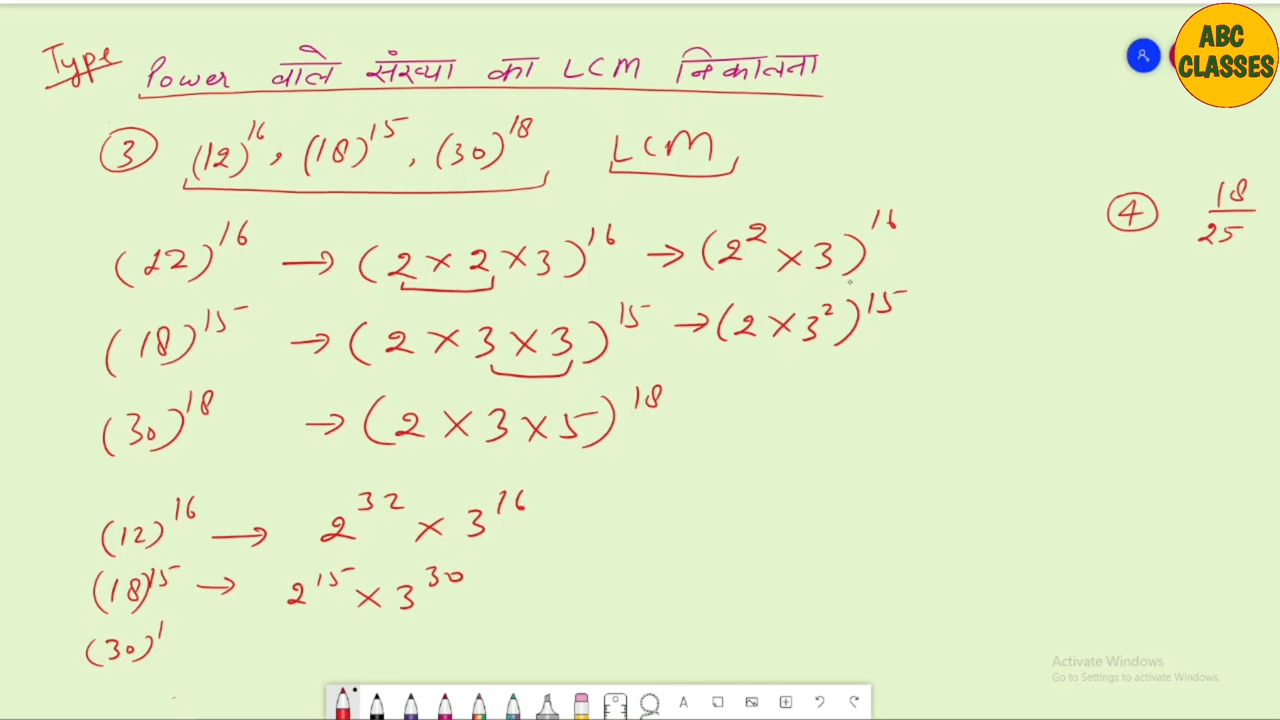 Type Power वाले संख्या का LCM निकालना
ABC CLASSES
③ (12)^16, (18)^15, (30)^18 LCM
④ 18/25
(12)^16 → (2 × 2 × 3)^16 → (2^2 × 3)^16
(18)^15 → (2 × 3 × 3)^15 → (2 × 3^2)^15
(30)^18 → (2 × 3 × 5)^18
(12)^16 → 2^32 × 3^16
(18)^15 → 2^15 × 3^30
(30)^1
Activate Windows
Go to Settings to activate Windows.